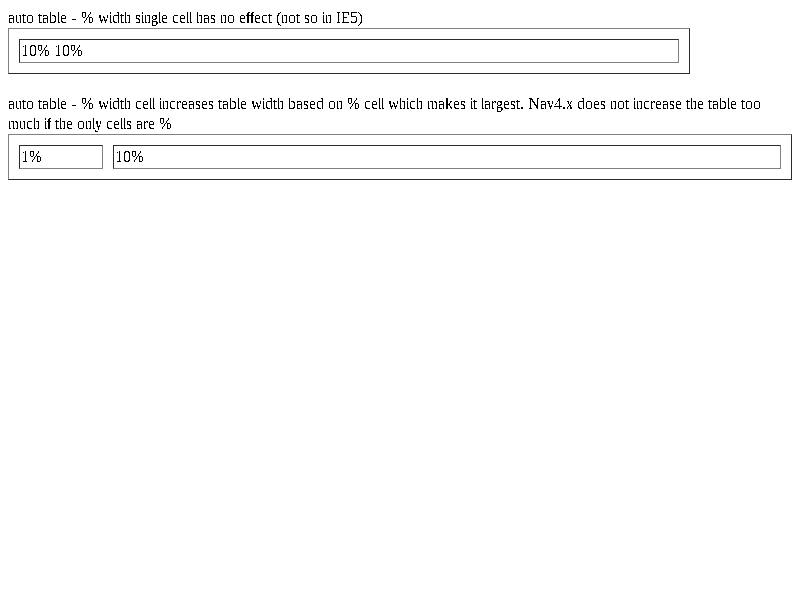 auto table - % width single cell has no effect (not so in IE5)
10% 10%
auto table - % width cell increases table width based on % cell which makes it largest. Nav4.x does not increase the table too
much if the only cells are %
1% 10%